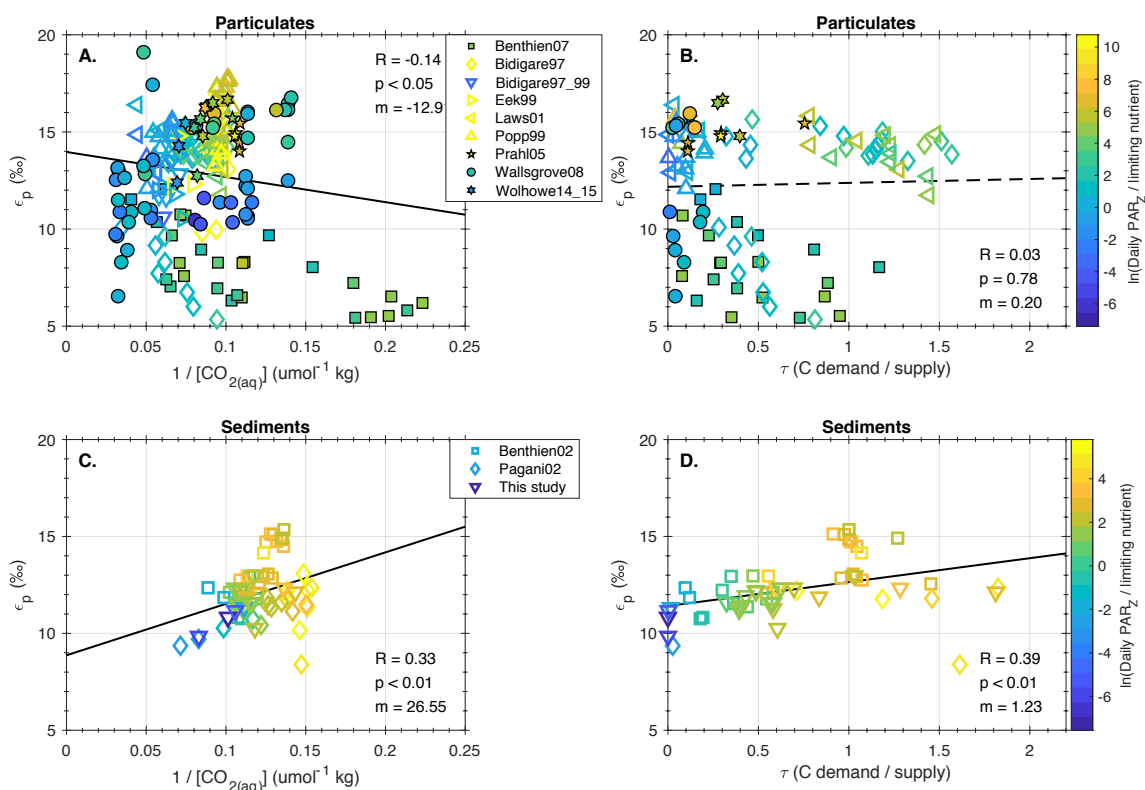 Particulates
A.
R = -0.14
p < 0.05
m = -12.9
Benthien07
Bidigare97
Bidigare97_99
Eek99
Laws01
Popp99
Prahl05
Wallsgrove08
Wolhowe14_15
20
15
10
5
εp (‰)
0
0.05
0.1
0.15
0.2
0.25
1 / [CO2(aq)] (umol-1 kg)
Particulates
B.
R = 0.03
p = 0.78
m = 0.20
20
15
10
5
εp (‰)
0
0.5
1
1.5
2
τ (C demand / supply)
10
8
6
4
2
0
-2
-4
-6
ln(Daily PARZ / limiting nutrient)
Sediments
C.
Benthien02
Pagani02
This study
R = 0.33
p < 0.01
m = 26.55
20
15
10
5
εp (‰)
0
0.05
0.1
0.15
0.2
0.25
1 / [CO2(aq)] (umol-1 kg)
Sediments
D.
R = 0.39
p < 0.01
m = 1.23
20
15
10
5
εp (‰)
0
0.5
1
1.5
2
τ (C demand / supply)
4
2
0
-2
-4
-6
ln(Daily PARZ / limiting nutrient)